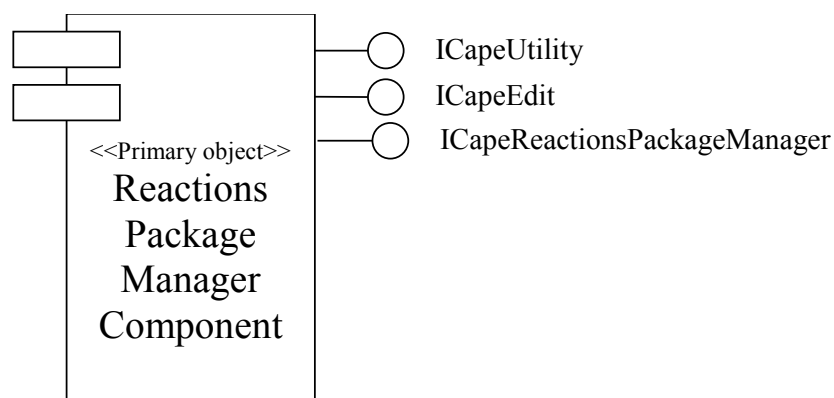 ICapeUtility
ICapeEdit
ICapeReactionsPackageManager
<<Primary object>>
Reactions
Package
Manager
Component